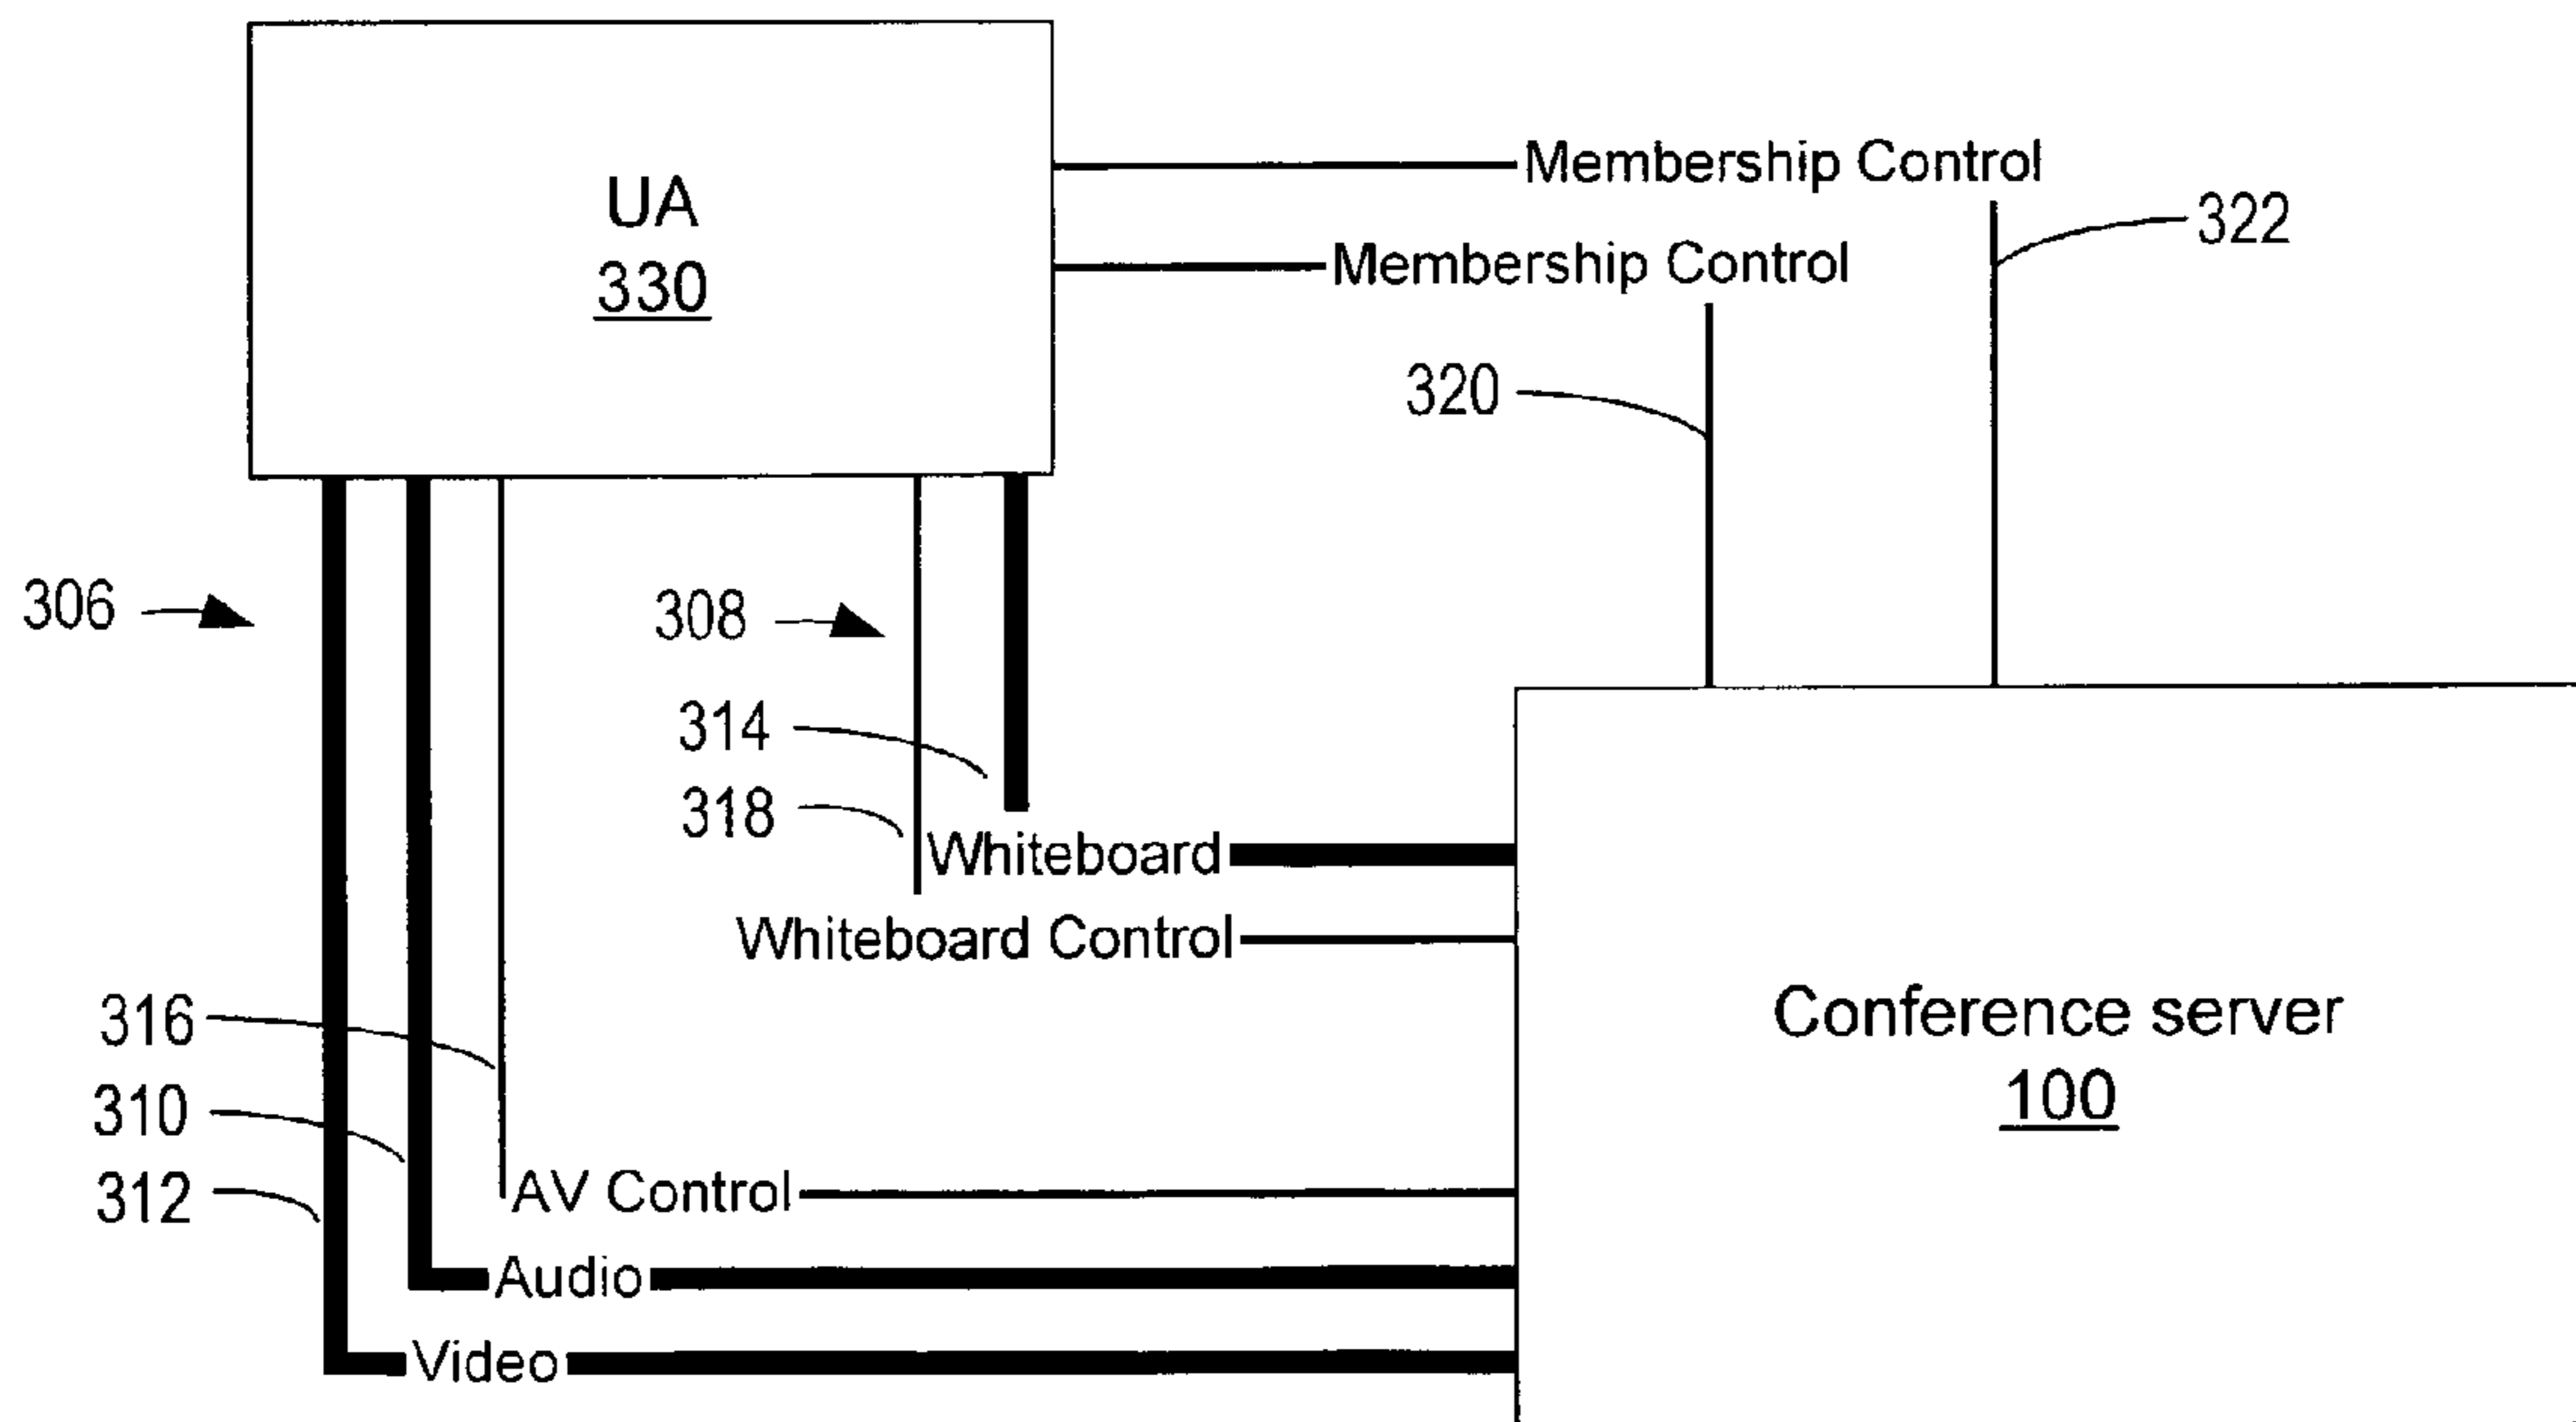 Membership Control
UA
330
322
Membership Control
320
306
308
314
318
Whiteboard
Whiteboard Control
Conference server
100
316
310
312
AV Control
Audio
Video